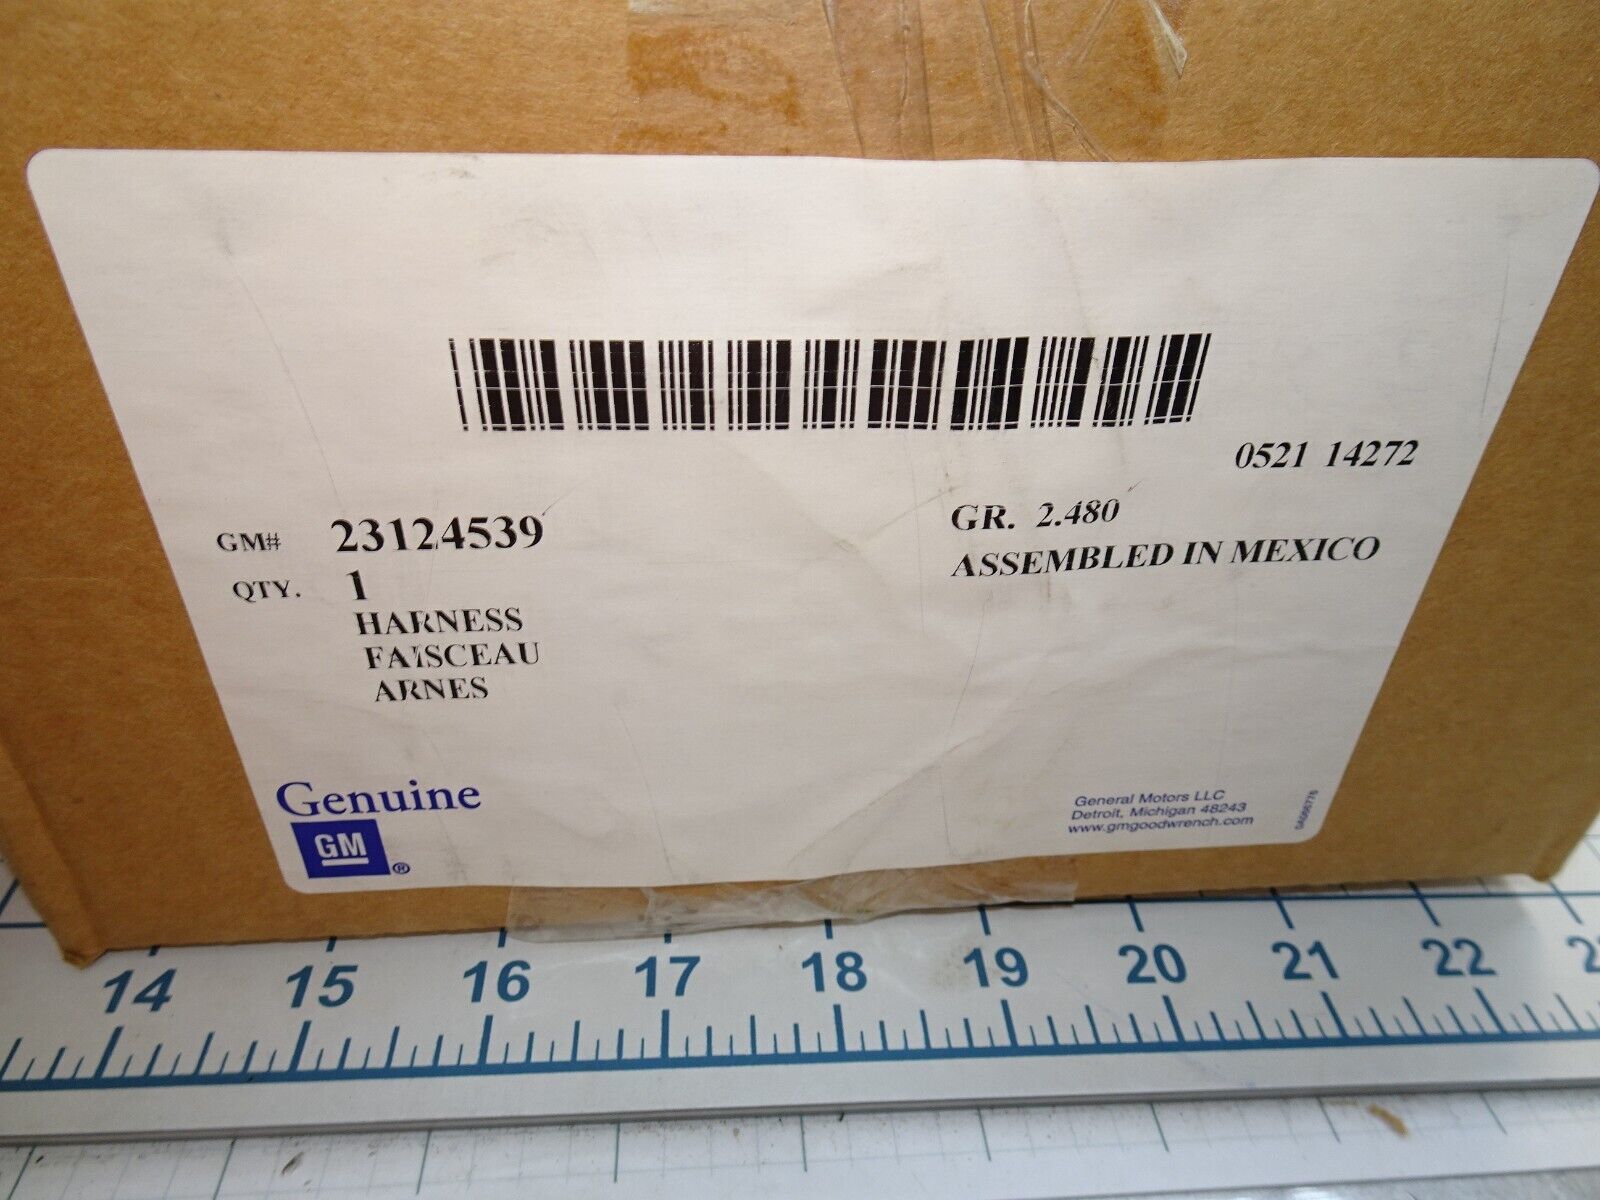 0521 14272
GM# 23124539
QTY. 1
HARNESS
FAISCEAU
ARNES
GR. 2.480
ASSEMBLED IN MEXICO
Genuine
GM®
General Motors LLC
Detroit, Michigan 48243
www.gmgoodwrench.com
14 15 16 17 18 19 20 21 22